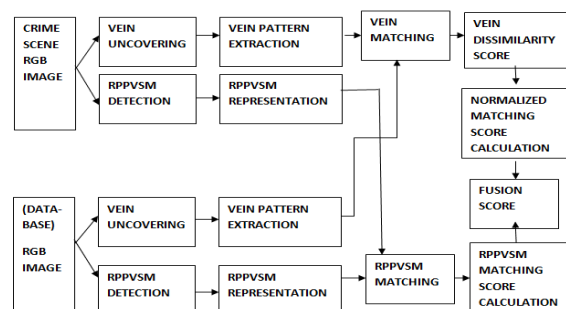 CRIME
SCENE
RGB
IMAGE
VEIN
UNCOVERING
VEIN PATTERN
EXTRACTION
VEIN
MATCHING
VEIN
DISSIMILARITY
SCORE
RPPVSM
DETECTION
RPPVSM
REPRESENTATION
NORMALIZED
MATCHING
SCORE
CALCULATION
FUSION
SCORE
(DATA-
BASE)
RGB
IMAGE
VEIN
UNCOVERING
VEIN PATTERN
EXTRACTION
RPPVSM
DETECTION
RPPVSM
REPRESENTATION
RPPVSM
MATCHING
RPPVSM
MATCHING
SCORE
CALCULATION